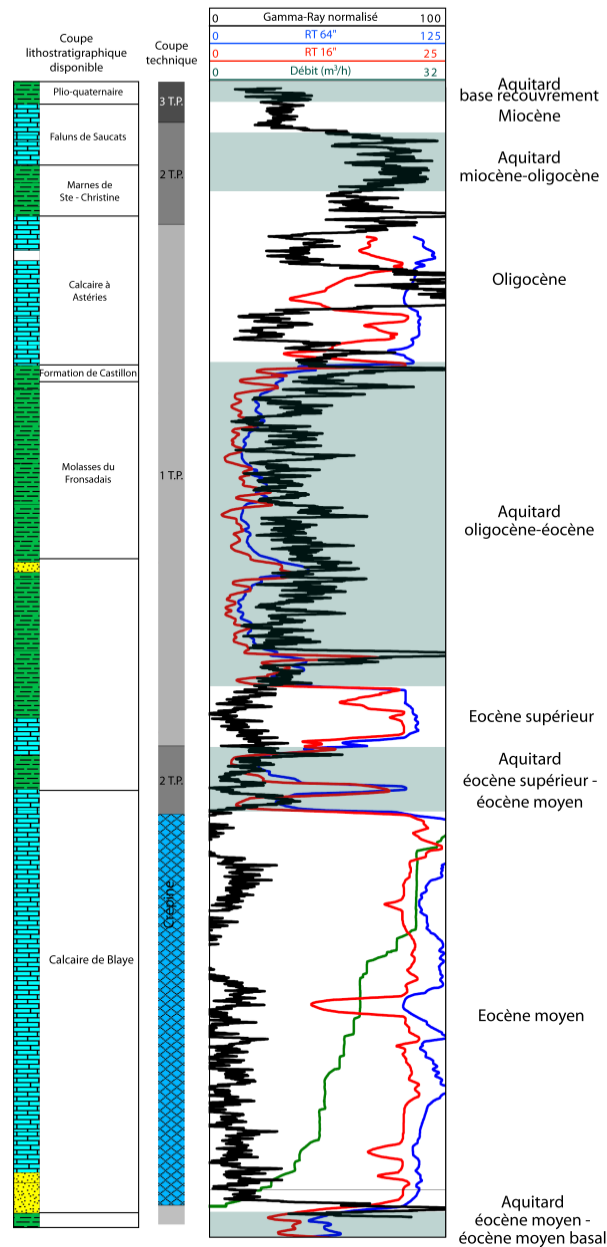 Coupe
lithostratigraphique
disponible
Coupe
technique
0 Gamma-Ray normalisé 100
0 RT 64" 125
0 RT 16" 25
0 Débit (m³/h) 32
Plio-quaternaire
Faluns de Saucats
Marnes de
Ste - Christine
Calcaire à
Astéries
Formation de Castillon
Molasses du
Fronsadais
Calcaire de Blaye
3 T.P.
2 T.P.
1 T.P.
2 T.P.
Crépine
Aquitard
base recouvrement
Miocène
Aquitard
miocène-oligocène
Oligocène
Aquitard
oligocène-éocène
Eocène supérieur
Aquitard
éocène supérieur -
éocène moyen
Eocène moyen
Aquitard
éocène moyen -
éocène moyen basal